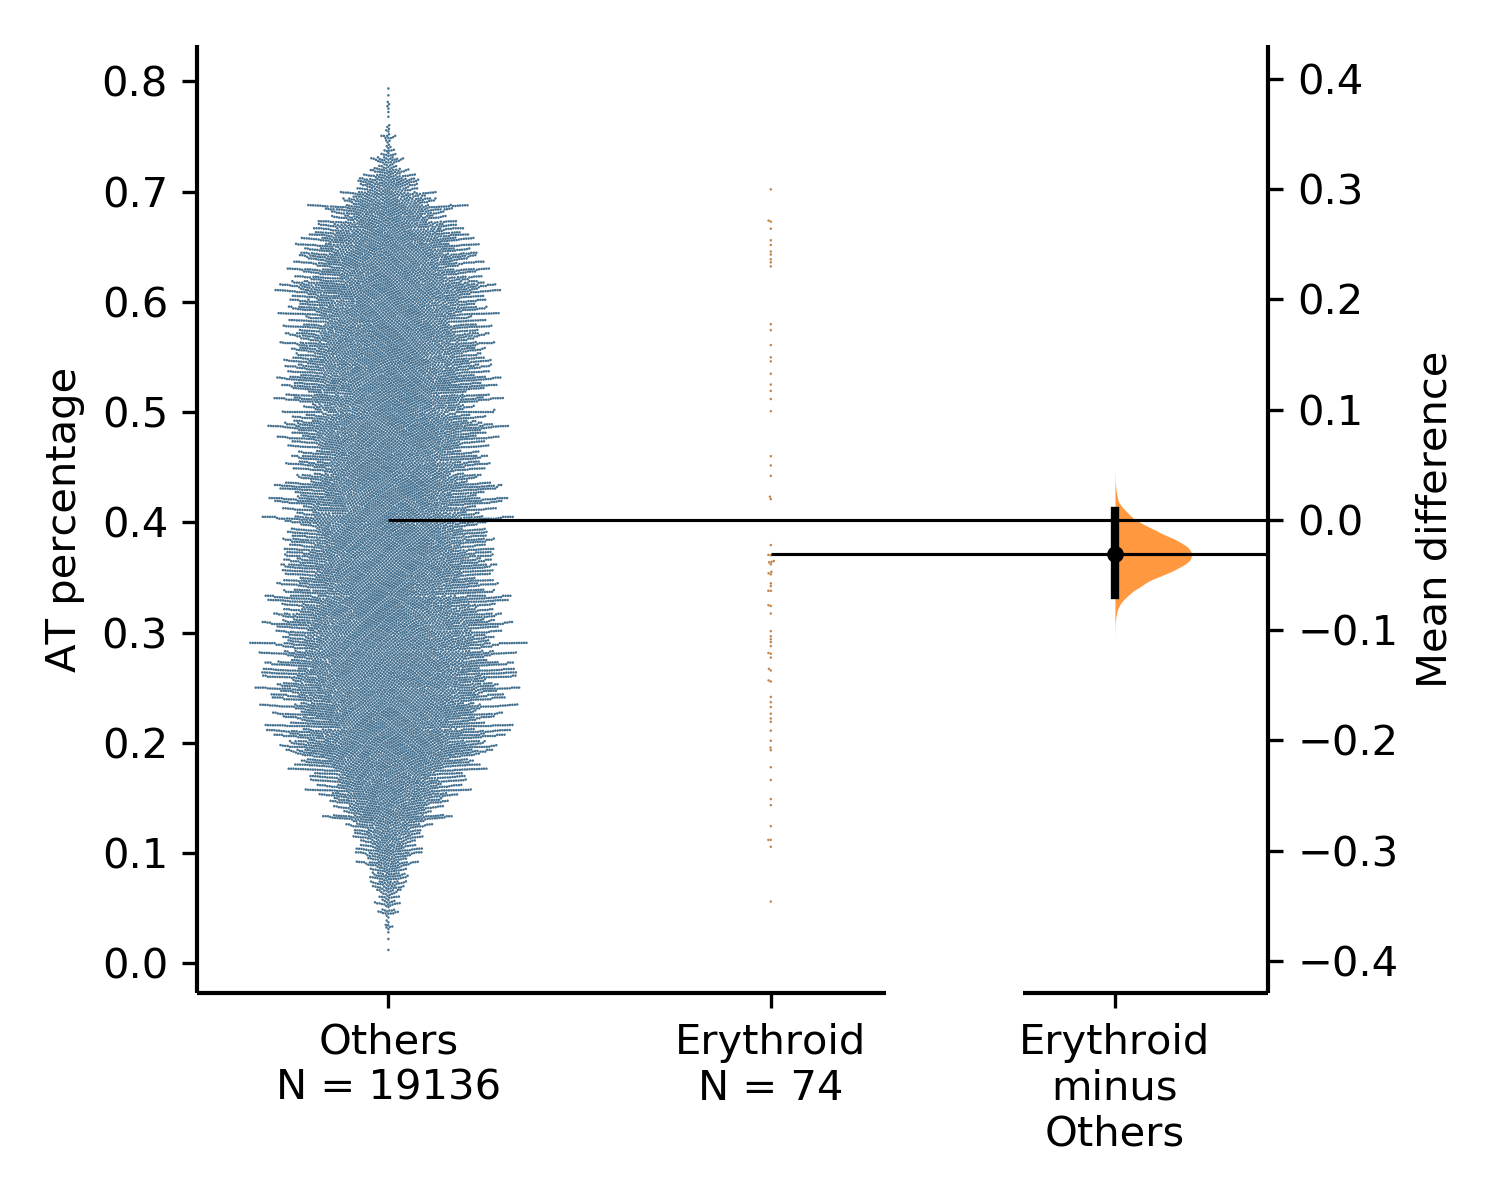 AT percentage
0.8
0.7
0.6
0.5
0.4
0.3
0.2
0.1
0.0
Others
N = 19136
Erythroid
N = 74
Erythroid
minus
Others
0.4
0.3
0.2
0.1
0.0
−0.1
−0.2
−0.3
−0.4
Mean difference